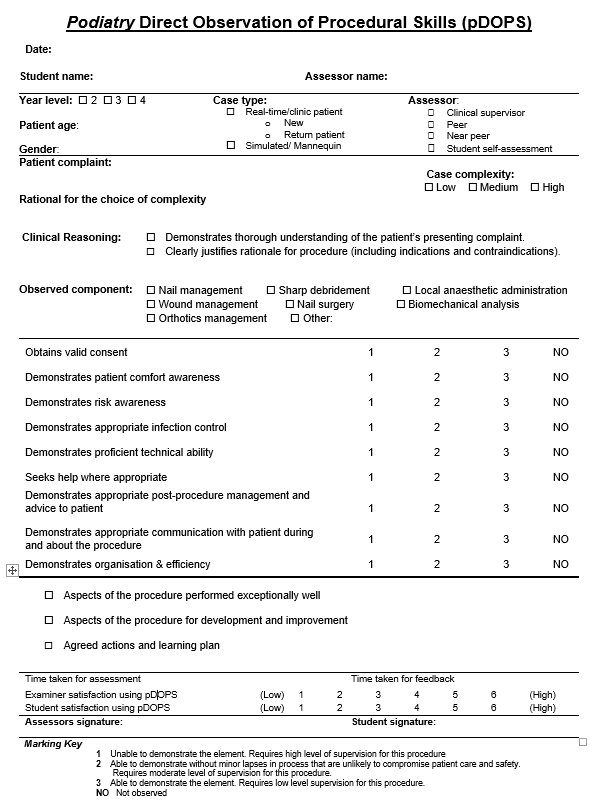 Podiatry Direct Observation of Procedural Skills (pDOPS)
Date:
Student name: Assessor name:
Year level: ☐ 2 ☐ 3 ☐ 4 Case type: Assessor:
☐ Real-time/clinic patient ☐ Clinical supervisor
o New ☐ Peer
Patient age: o Return patient ☐ Near peer
Gender: ☐ Simulated/ Mannequin ☐ Student self-assessment
Patient complaint:
Case complexity:
☐ Low ☐ Medium ☐ High
Rational for the choice of complexity
Clinical Reasoning: ☐ Demonstrates thorough understanding of the patient's presenting complaint.
☐ Clearly justifies rationale for procedure (including indications and contraindications).
Observed component: ☐ Nail management ☐ Sharp debridement ☐ Local anaesthetic administration
☐ Wound management ☐ Nail surgery ☐ Biomechanical analysis
☐ Orthotics management ☐ Other:
Obtains valid consent 1 2 3 NO
Demonstrates patient comfort awareness 1 2 3 NO
Demonstrates risk awareness 1 2 3 NO
Demonstrates appropriate infection control 1 2 3 NO
Demonstrates proficient technical ability 1 2 3 NO
Seeks help where appropriate 1 2 3 NO
Demonstrates appropriate post-procedure management and
advice to patient 1 2 3 NO
Demonstrates appropriate communication with patient during
and about the procedure 1 2 3 NO
Demonstrates organisation & efficiency 1 2 3 NO
☐ Aspects of the procedure performed exceptionally well
☐ Aspects of the procedure for development and improvement
☐ Agreed actions and learning plan
Time taken for assessment Time taken for feedback
Examiner satisfaction using pDOPS (Low) 1 2 3 4 5 6 (High)
Student satisfaction using pDOPS (Low) 1 2 3 4 5 6 (High)
Assessors signature: Student signature:
Marking Key
1 Unable to demonstrate the element. Requires high level of supervision for this procedure
2 Able to demonstrate without minor lapses in process that are unlikely to compromise patient care and safety.
Requires moderate level of supervision for this procedure.
3 Able to demonstrate the element. Requires low level supervision for this procedure.
NO Not observed